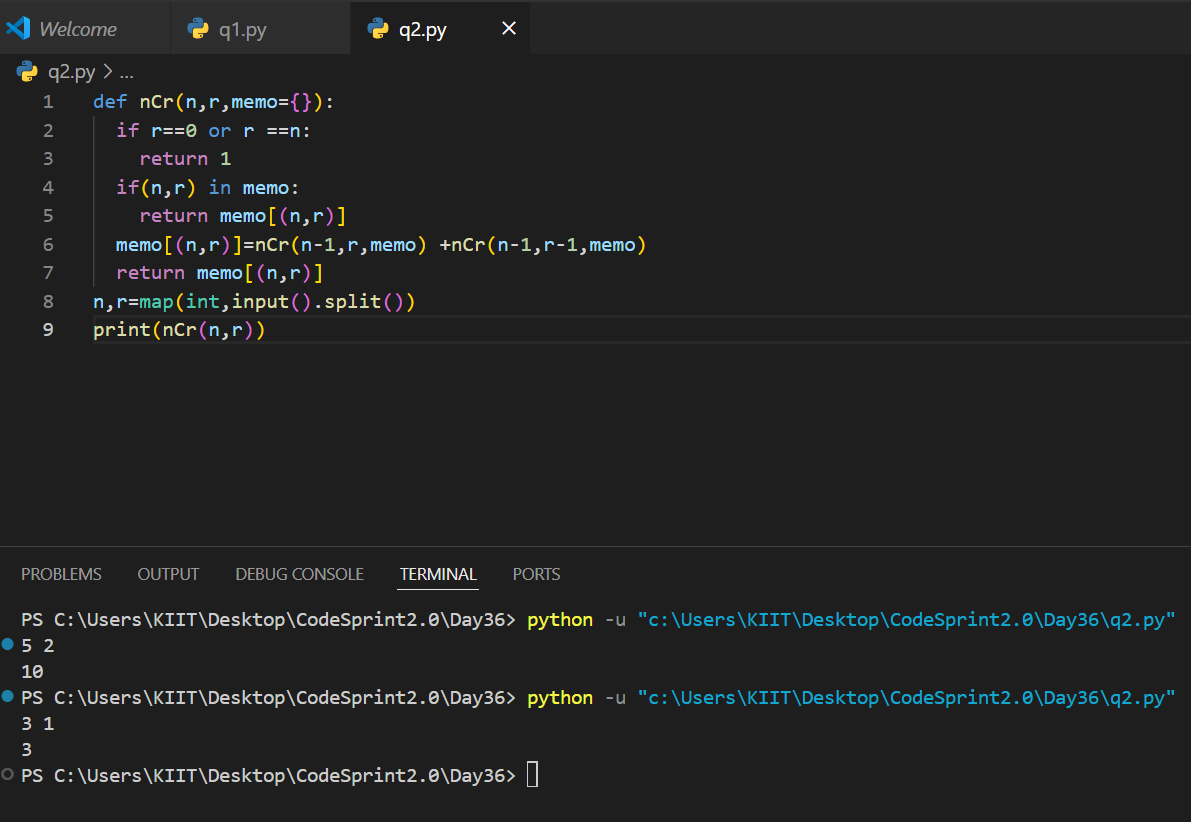 Welcome q1.py q2.py
q2.py > ...
1 def nCr(n,r,memo={}):
2   if r==0 or r ==n:
3     return 1
4   if(n,r) in memo:
5     return memo[(n,r)]
6   memo[(n,r)]=nCr(n-1,r,memo) +nCr(n-1,r-1,memo)
7   return memo[(n,r)]
8 n,r=map(int,input().split())
9 print(nCr(n,r))
PROBLEMS OUTPUT DEBUG CONSOLE TERMINAL PORTS
PS C:\Users\KIIT\Desktop\CodeSprint2.0\Day36> python -u "c:\Users\KIIT\Desktop\CodeSprint2.0\Day36\q2.py"
5 2
10
PS C:\Users\KIIT\Desktop\CodeSprint2.0\Day36> python -u "c:\Users\KIIT\Desktop\CodeSprint2.0\Day36\q2.py"
3 1
3
PS C:\Users\KIIT\Desktop\CodeSprint2.0\Day36>